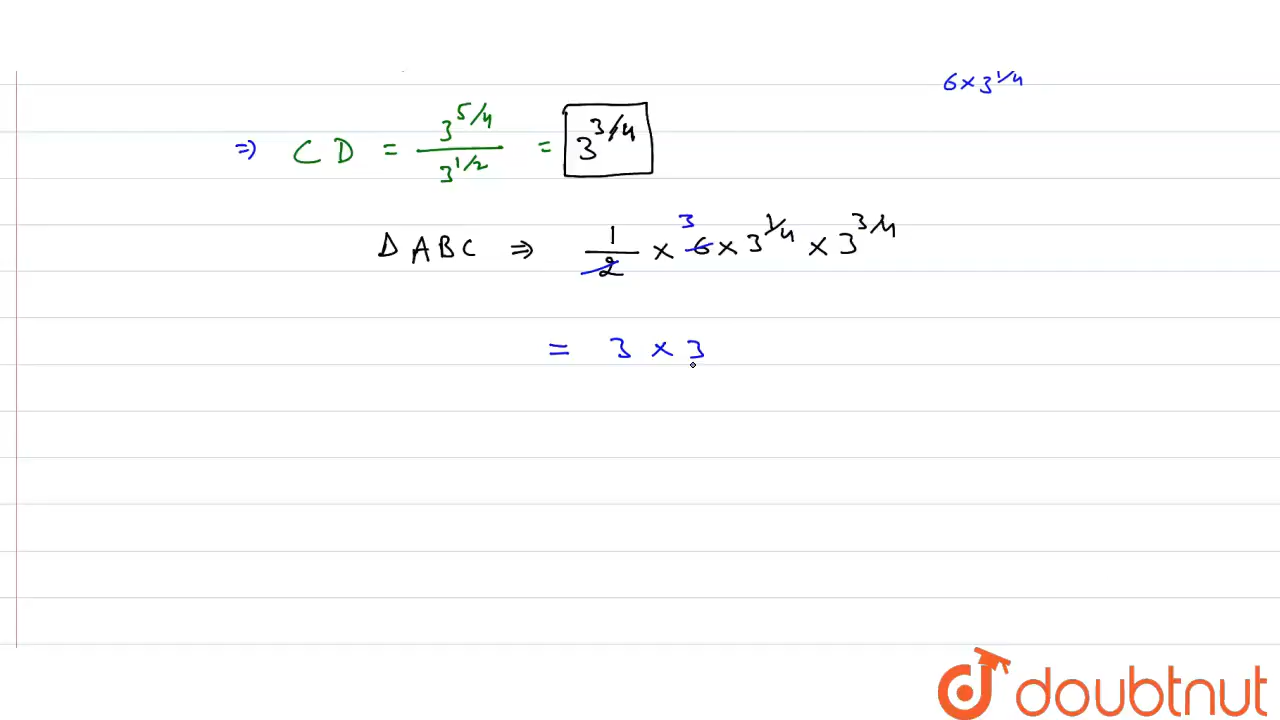 6 × 3^1/4
⇒ CD = 3^5/4 / 3^1/2 = 3^3/4
Δ ABC ⇒ 1/2 × 6 3 × 3^1/4 × 3^3/4
= 3 × 3
doubtnut